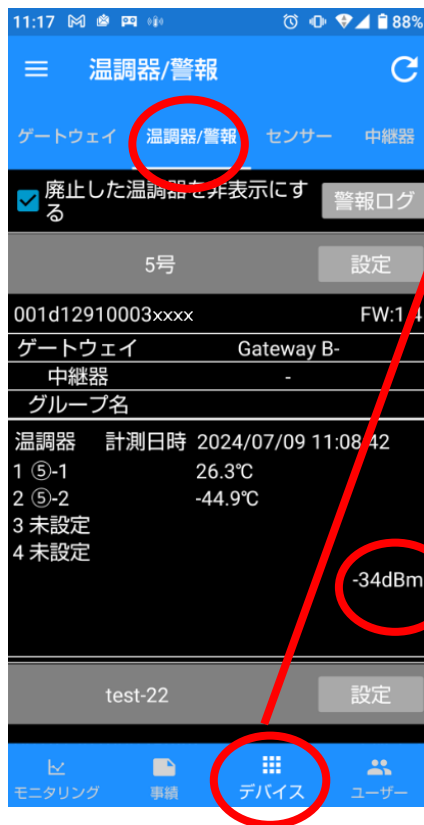 11:17 88%
温調器/警報
ゲートウェイ 温調器/警報 センサー 中継器
廃止した温調器を非表示にす
る
警報ログ
5号 設定
001d12910003xxxx FW:1.4
ゲートウェイ Gateway B-
中継器 -
グループ名
温調器 計測日時 2024/07/09 11:08:42
1 ⑤-1 26.3℃
2 ⑤-2 -44.9℃
3 未設定
4 未設定
-34dBm
test-22 設定
モニタリング 事績 デバイス ユーザー